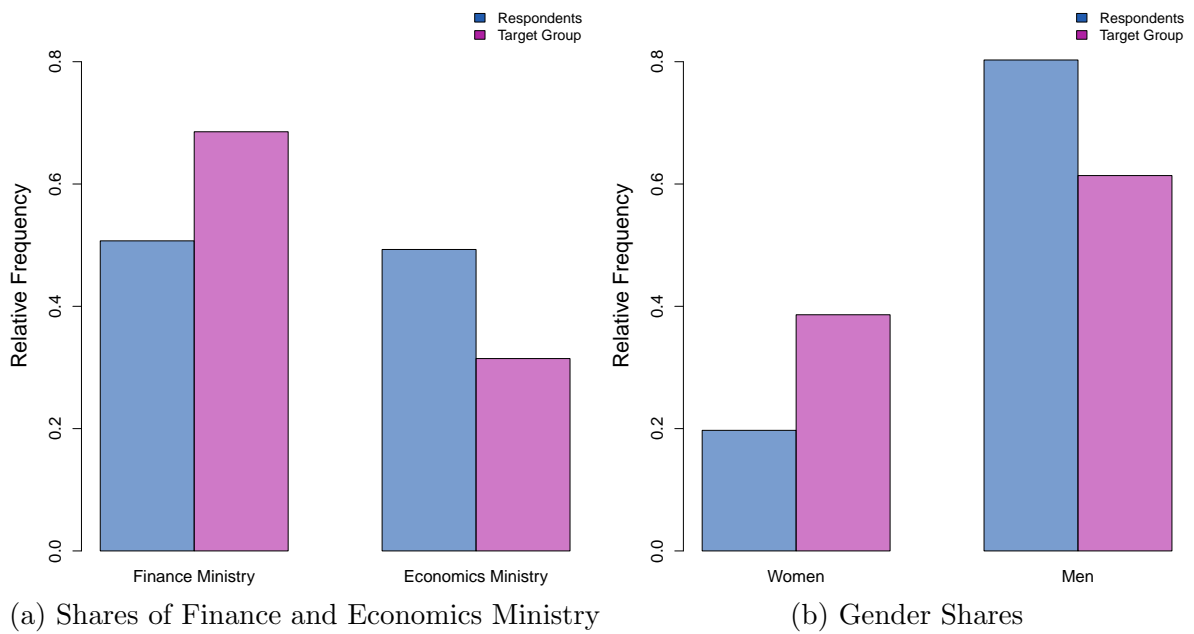 Respondents
Target Group
0.8
0.6
0.4
0.2
0.0
Relative Frequency
Finance Ministry
Economics Ministry
(a) Shares of Finance and Economics Ministry
Respondents
Target Group
0.8
0.6
0.4
0.2
0.0
Relative Frequency
Women
Men
(b) Gender Shares